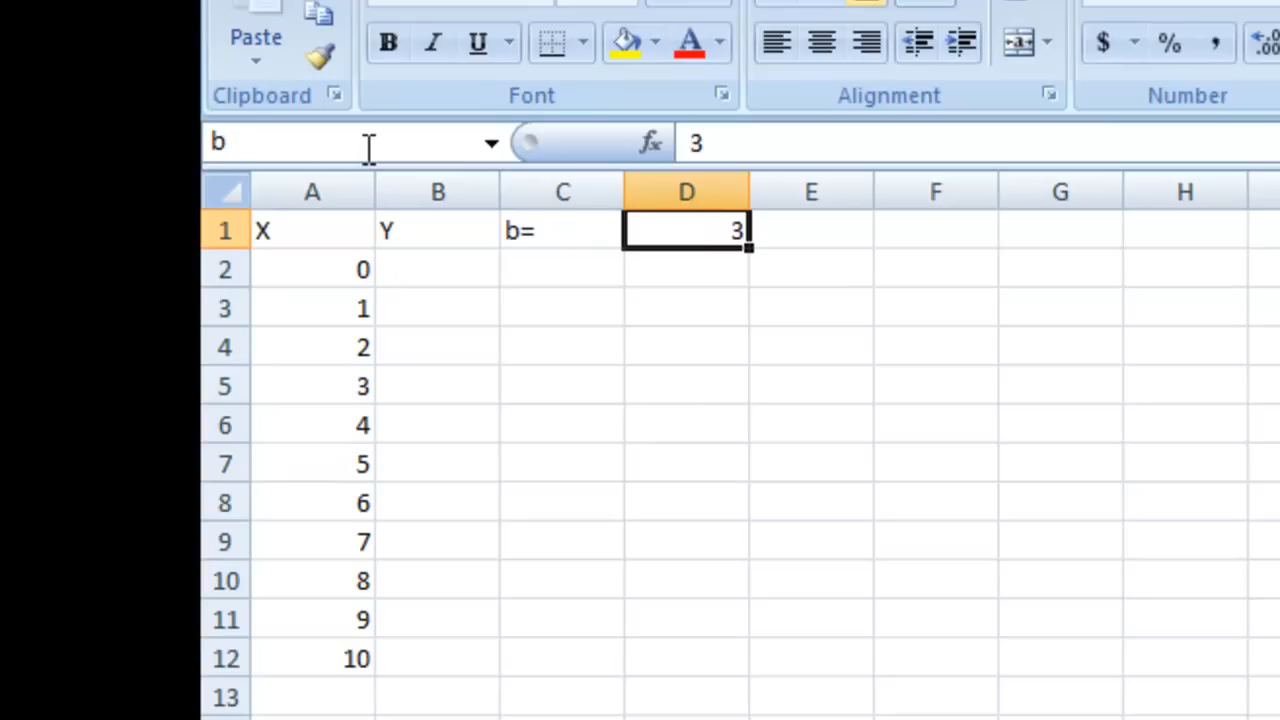 Paste
B I U A $ % ,
Clipboard Font Alignment Number
b fx 3
A B C D E F G H
1 X Y b= 3
2 0
3 1
4 2
5 3
6 4
7 5
8 6
9 7
10 8
11 9
12 10
13